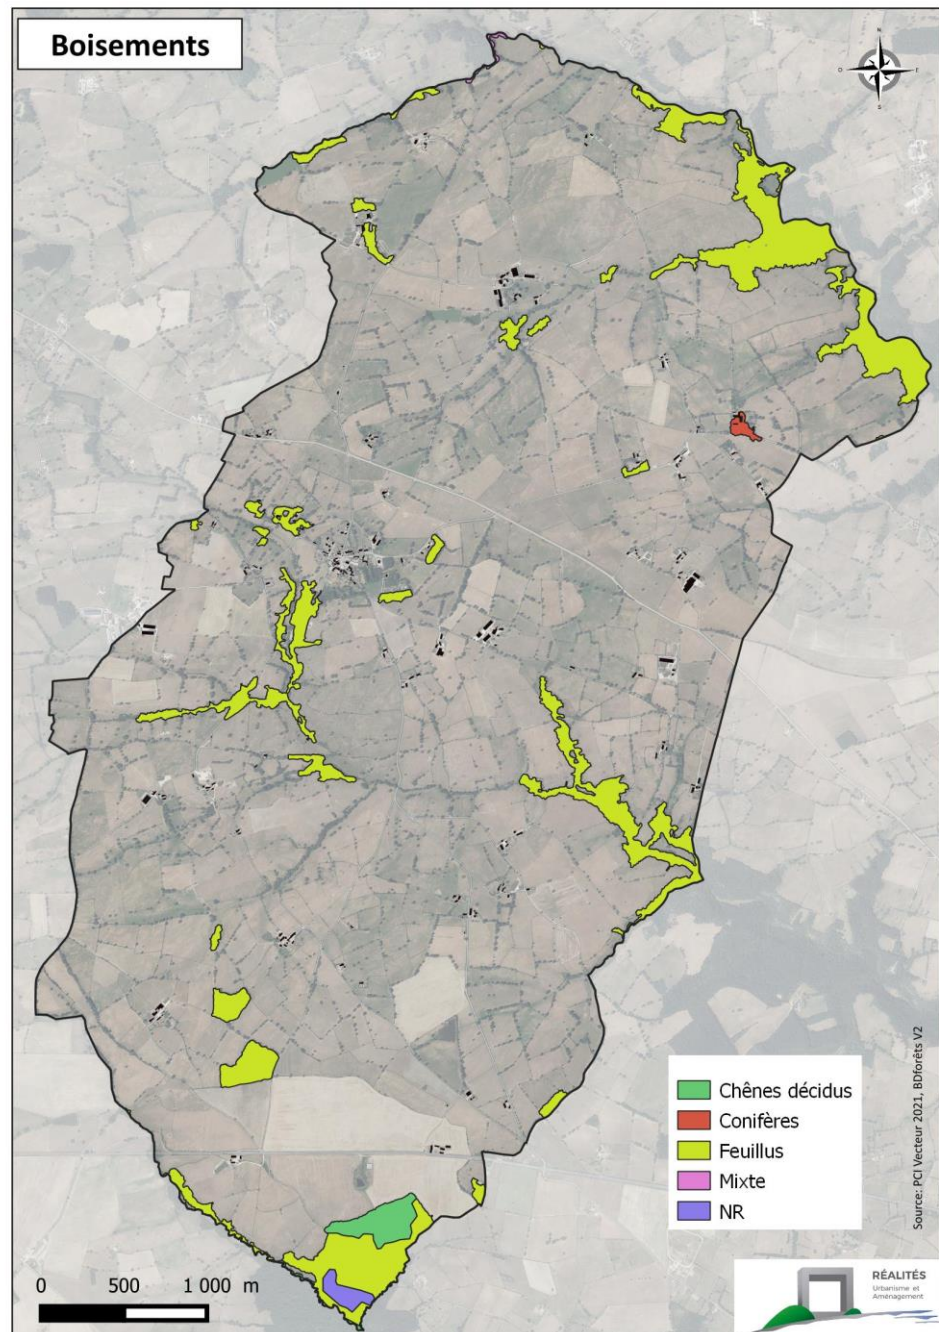 Boisements
N
O
E
S
Chênes décidus
Conifères
Feuillus
Mixte
NR
Source: PCI Vecteur 2021, BDforêts V2
0 500 1 000 m
RÉALITÉS
Urbanisme et
Aménagement